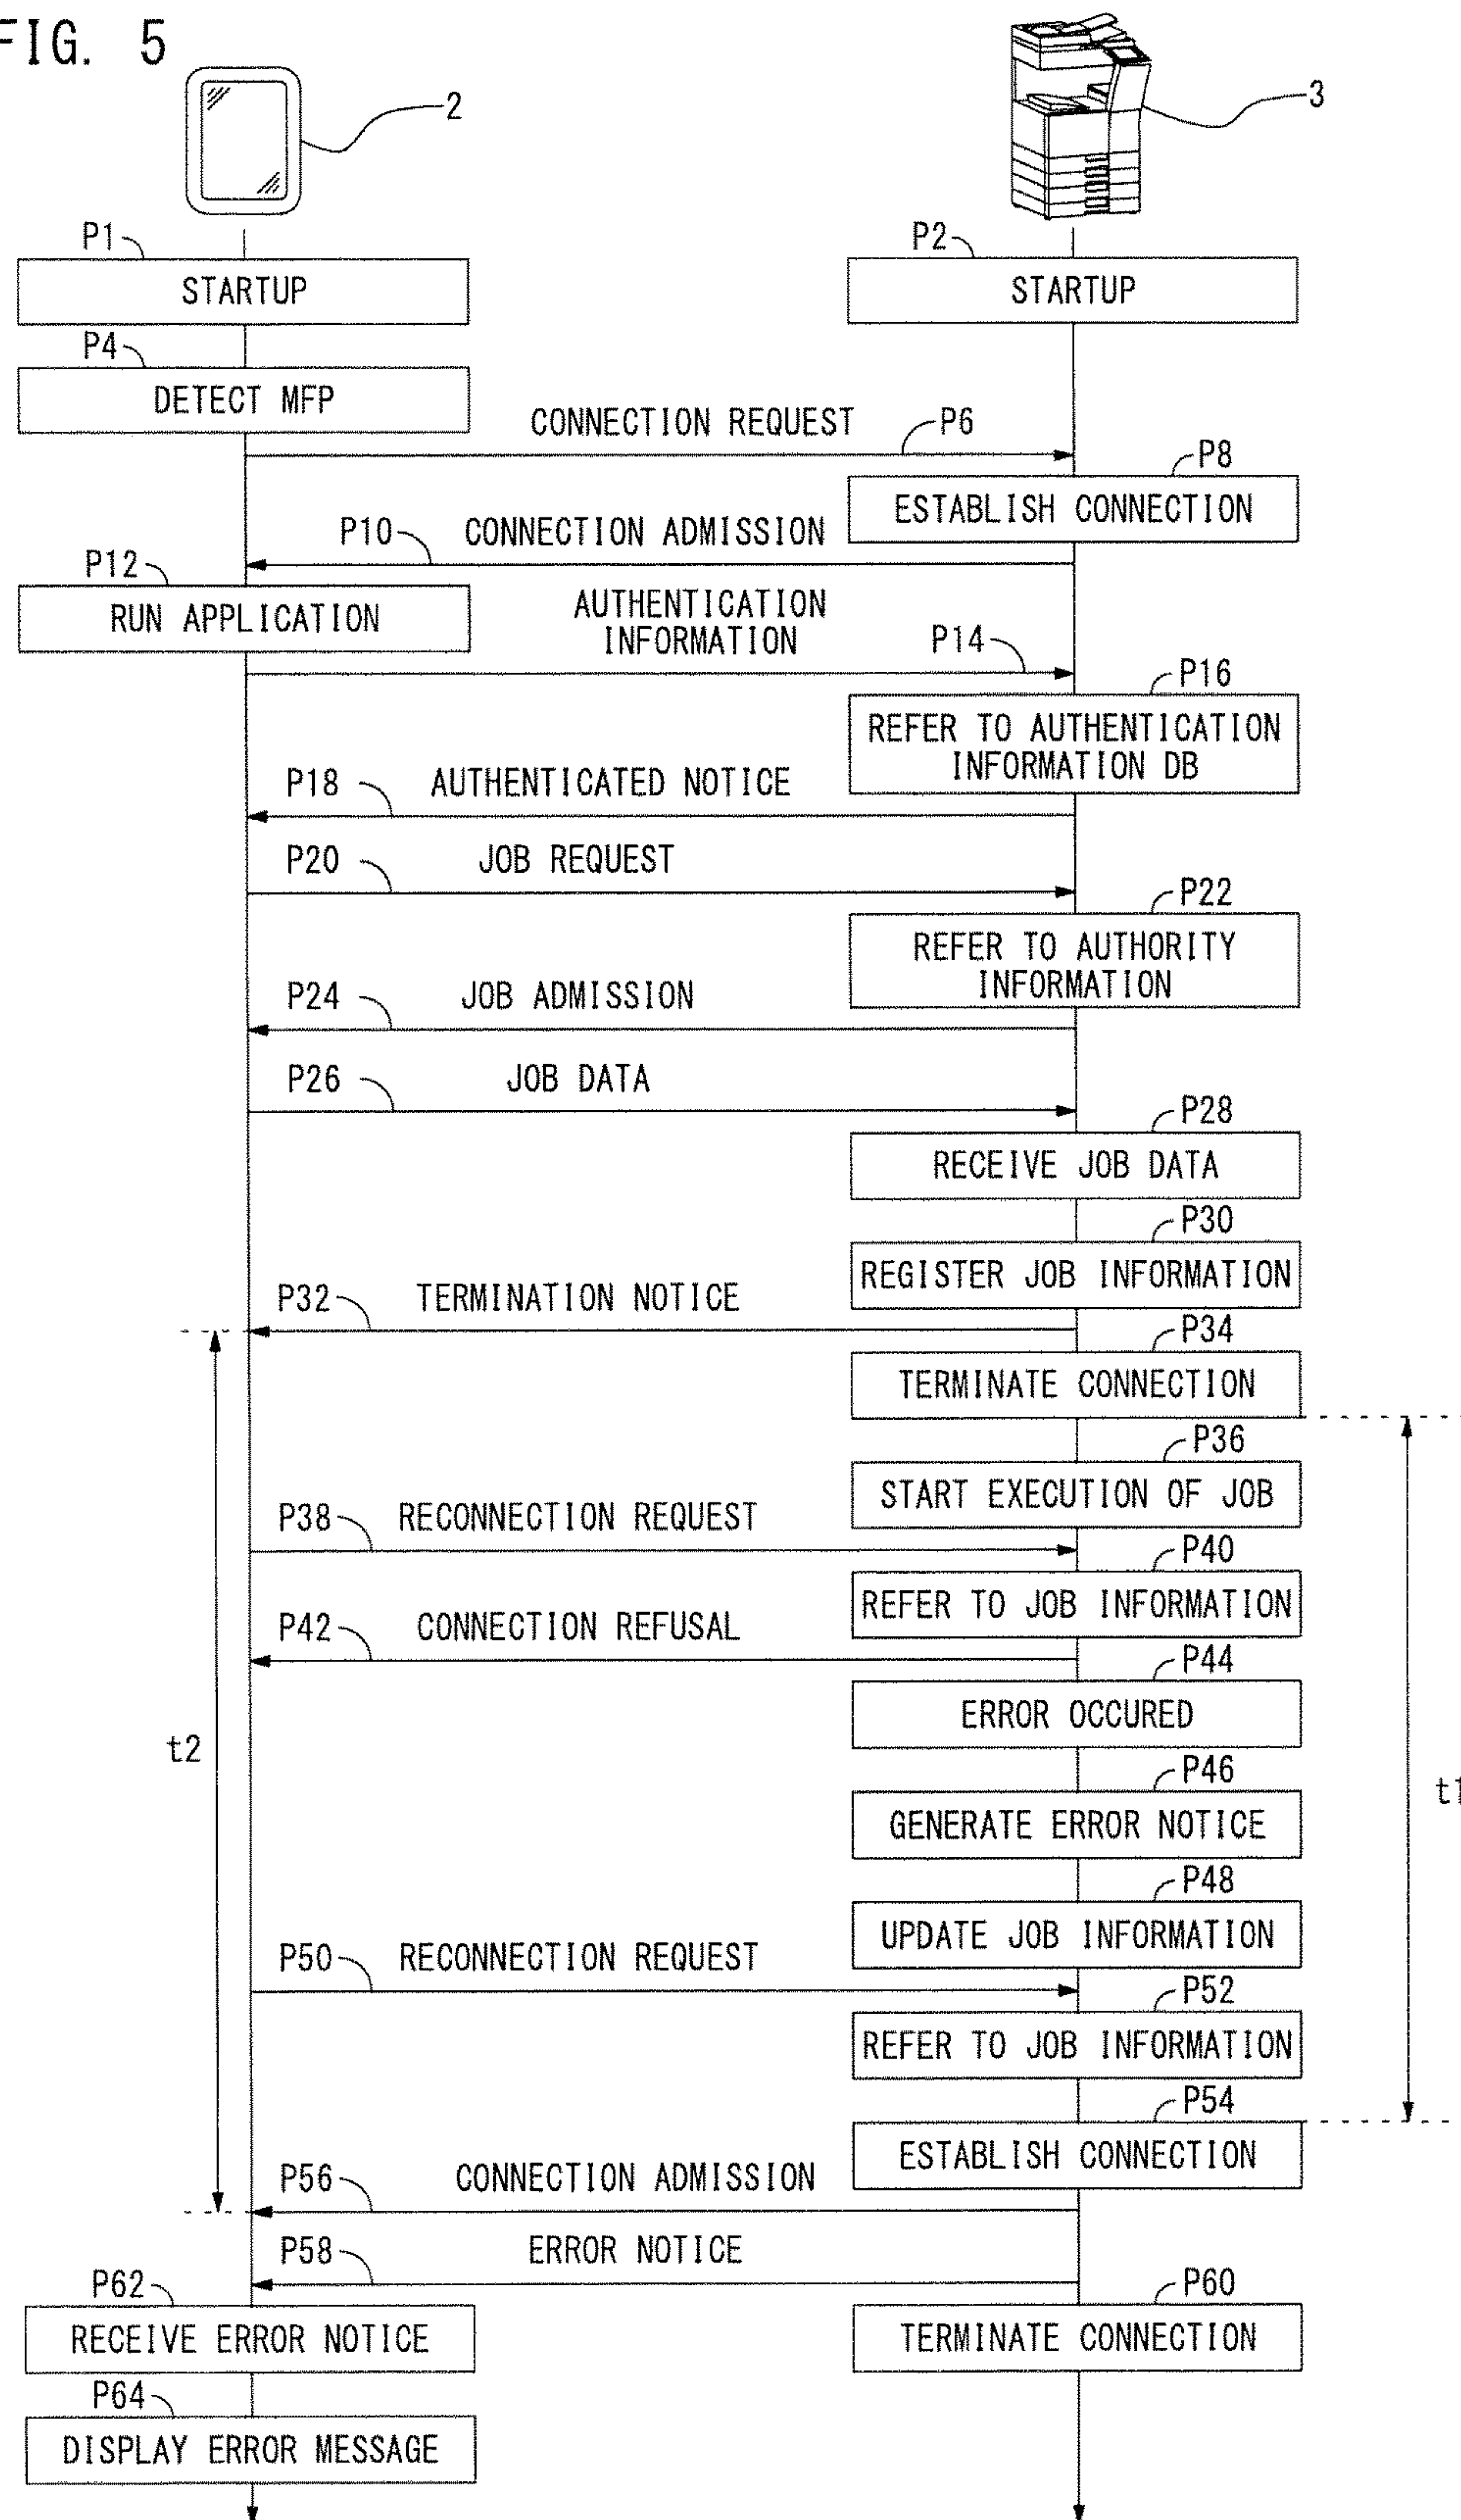 FIG. 5
2
3
P1
STARTUP
P2
STARTUP
P4
DETECT MFP
CONNECTION REQUEST
P6
P8
ESTABLISH CONNECTION
P10
CONNECTION ADMISSION
P12
RUN APPLICATION
AUTHENTICATION
INFORMATION
P14
P16
REFER TO AUTHENTICATION
INFORMATION DB
P18
AUTHENTICATED NOTICE
P20
JOB REQUEST
P22
REFER TO AUTHORITY
INFORMATION
P24
JOB ADMISSION
P26
JOB DATA
P28
RECEIVE JOB DATA
P30
REGISTER JOB INFORMATION
P32
TERMINATION NOTICE
P34
TERMINATE CONNECTION
P36
START EXECUTION OF JOB
P38
RECONNECTION REQUEST
P40
REFER TO JOB INFORMATION
P42
CONNECTION REFUSAL
P44
ERROR OCCURED
t2
P46
GENERATE ERROR NOTICE
t1
P48
UPDATE JOB INFORMATION
P50
RECONNECTION REQUEST
P52
REFER TO JOB INFORMATION
P54
ESTABLISH CONNECTION
P56
CONNECTION ADMISSION
P58
ERROR NOTICE
P62
RECEIVE ERROR NOTICE
P60
TERMINATE CONNECTION
P64
DISPLAY ERROR MESSAGE